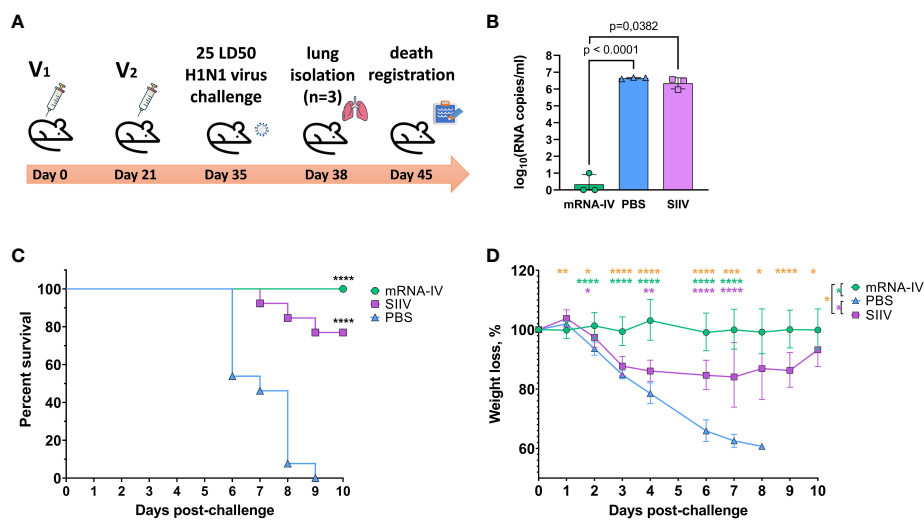 A
V1
V2
25 LD50
H1N1 virus
challenge
lung
isolation
(n=3)
death
registration
Day 0
Day 21
Day 35
Day 38
Day 45
B
p=0,0382
p < 0.0001
log10(RNA copies/ml)
7
6
5
4
3
2
1
0
mRNA-IV
PBS
SIIV
C
Percent survival
100
80
60
40
20
0
0 1 2 3 4 5 6 7 8 9 10
Days post-challenge
****
****
mRNA-IV
SIIV
PBS
D
Weight loss, %
120
100
80
60
** * **** **** **** *** * **** *
**** **** **** **** ****
* ** **** ****
0 1 2 3 4 5 6 7 8 9 10
Days post-challenge
* * *
mRNA-IV
PBS
SIIV